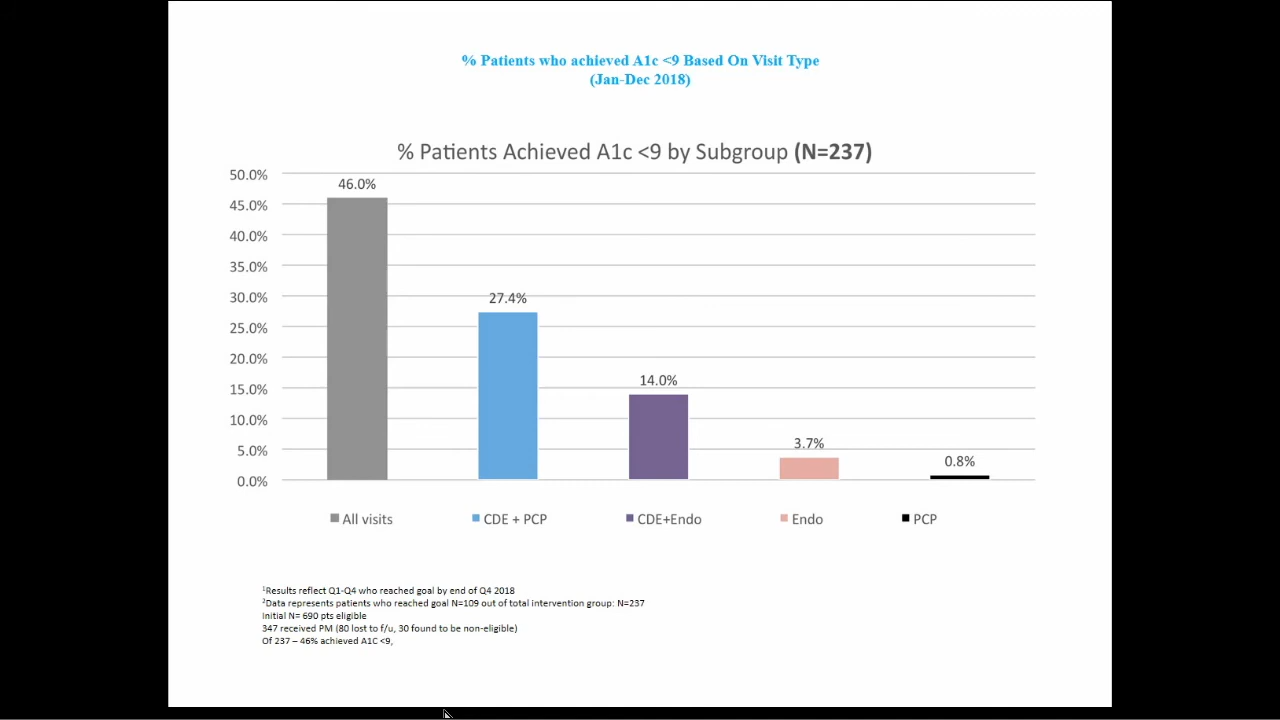 % Patients who achieved A1c <9 Based On Visit Type
(Jan-Dec 2018)
% Patients Achieved A1c <9 by Subgroup (N=237)
50.0%
45.0%
40.0%
35.0%
30.0%
25.0%
20.0%
15.0%
10.0%
5.0%
0.0%
46.0%
27.4%
14.0%
3.7%
0.8%
All visits
CDE + PCP
CDE+Endo
Endo
PCP
¹Results reflect Q1-Q4 who reached goal by end of Q4 2018
²Data represents patients who reached goal N=109 out of total intervention group: N=237
Initial N= 690 pts eligible
347 received PM (80 lost to f/u, 30 found to be non-eligible)
Of 237 – 46% achieved A1C <9,